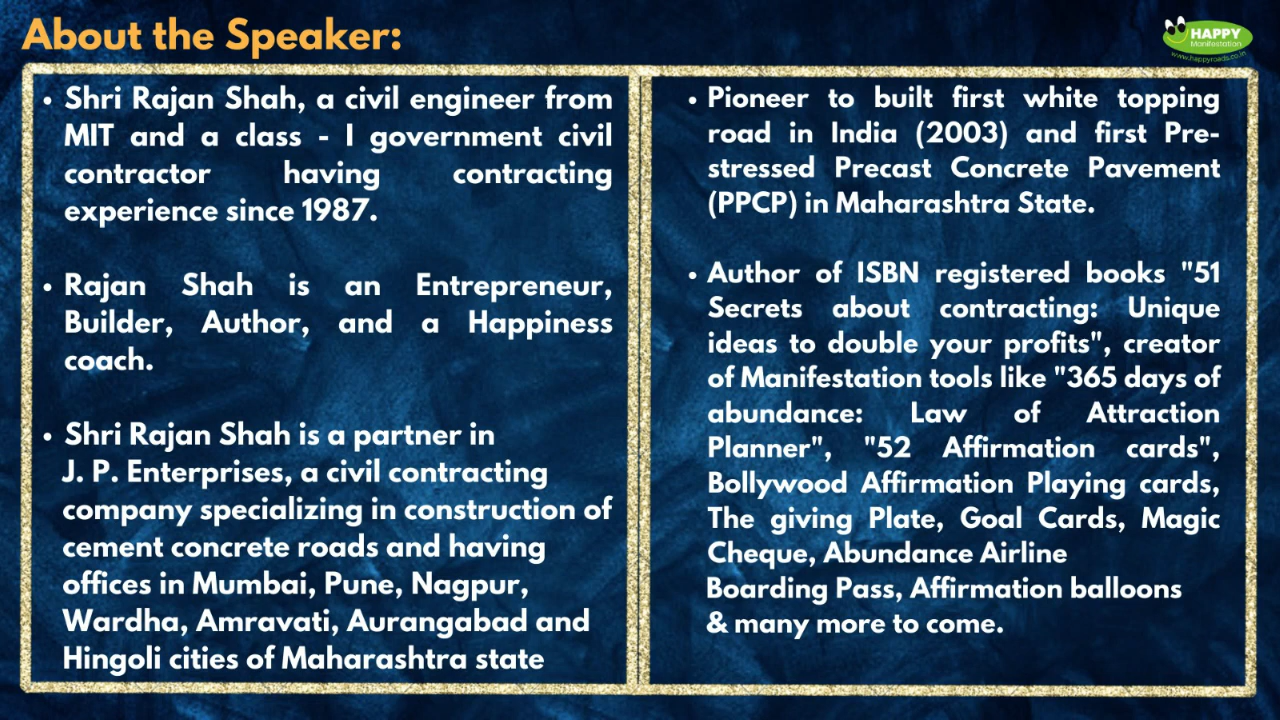 About the Speaker:
HAPPY
Manifestation
www.happyroads.co.in
• Shri Rajan Shah, a civil engineer from
MIT and a class - I government civil
contractor having contracting
experience since 1987.
• Rajan Shah is an Entrepreneur,
Builder, Author, and a Happiness
coach.
• Shri Rajan Shah is a partner in
J. P. Enterprises, a civil contracting
company specializing in construction of
cement concrete roads and having
offices in Mumbai, Pune, Nagpur,
Wardha, Amravati, Aurangabad and
Hingoli cities of Maharashtra state
• Pioneer to built first white topping
road in India (2003) and first Pre-
stressed Precast Concrete Pavement
(PPCP) in Maharashtra State.
• Author of ISBN registered books "51
Secrets about contracting: Unique
ideas to double your profits", creator
of Manifestation tools like "365 days of
abundance: Law of Attraction
Planner", "52 Affirmation cards",
Bollywood Affirmation Playing cards,
The giving Plate, Goal Cards, Magic
Cheque, Abundance Airline
Boarding Pass, Affirmation balloons
& many more to come.